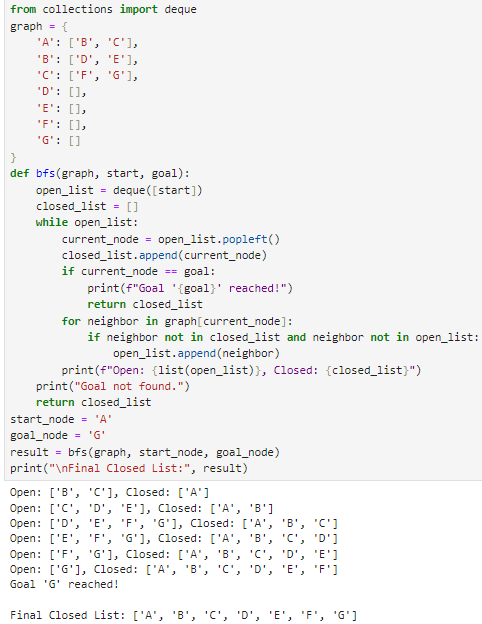 from collections import deque
graph = {
    'A': ['B', 'C'],
    'B': ['D', 'E'],
    'C': ['F', 'G'],
    'D': [],
    'E': [],
    'F': [],
    'G': []
}
def bfs(graph, start, goal):
    open_list = deque([start])
    closed_list = []
    while open_list:
        current_node = open_list.popleft()
        closed_list.append(current_node)
        if current_node == goal:
            print(f"Goal '{goal}' reached!")
            return closed_list
        for neighbor in graph[current_node]:
            if neighbor not in closed_list and neighbor not in open_list:
                open_list.append(neighbor)
        print(f"Open: {list(open_list)}, Closed: {closed_list}")
    print("Goal not found.")
    return closed_list
start_node = 'A'
goal_node = 'G'
result = bfs(graph, start_node, goal_node)
print("\nFinal Closed List:", result)
Open: ['B', 'C'], Closed: ['A']
Open: ['C', 'D', 'E'], Closed: ['A', 'B']
Open: ['D', 'E', 'F', 'G'], Closed: ['A', 'B', 'C']
Open: ['E', 'F', 'G'], Closed: ['A', 'B', 'C', 'D']
Open: ['F', 'G'], Closed: ['A', 'B', 'C', 'D', 'E']
Open: ['G'], Closed: ['A', 'B', 'C', 'D', 'E', 'F']
Goal 'G' reached!
Final Closed List: ['A', 'B', 'C', 'D', 'E', 'F', 'G']